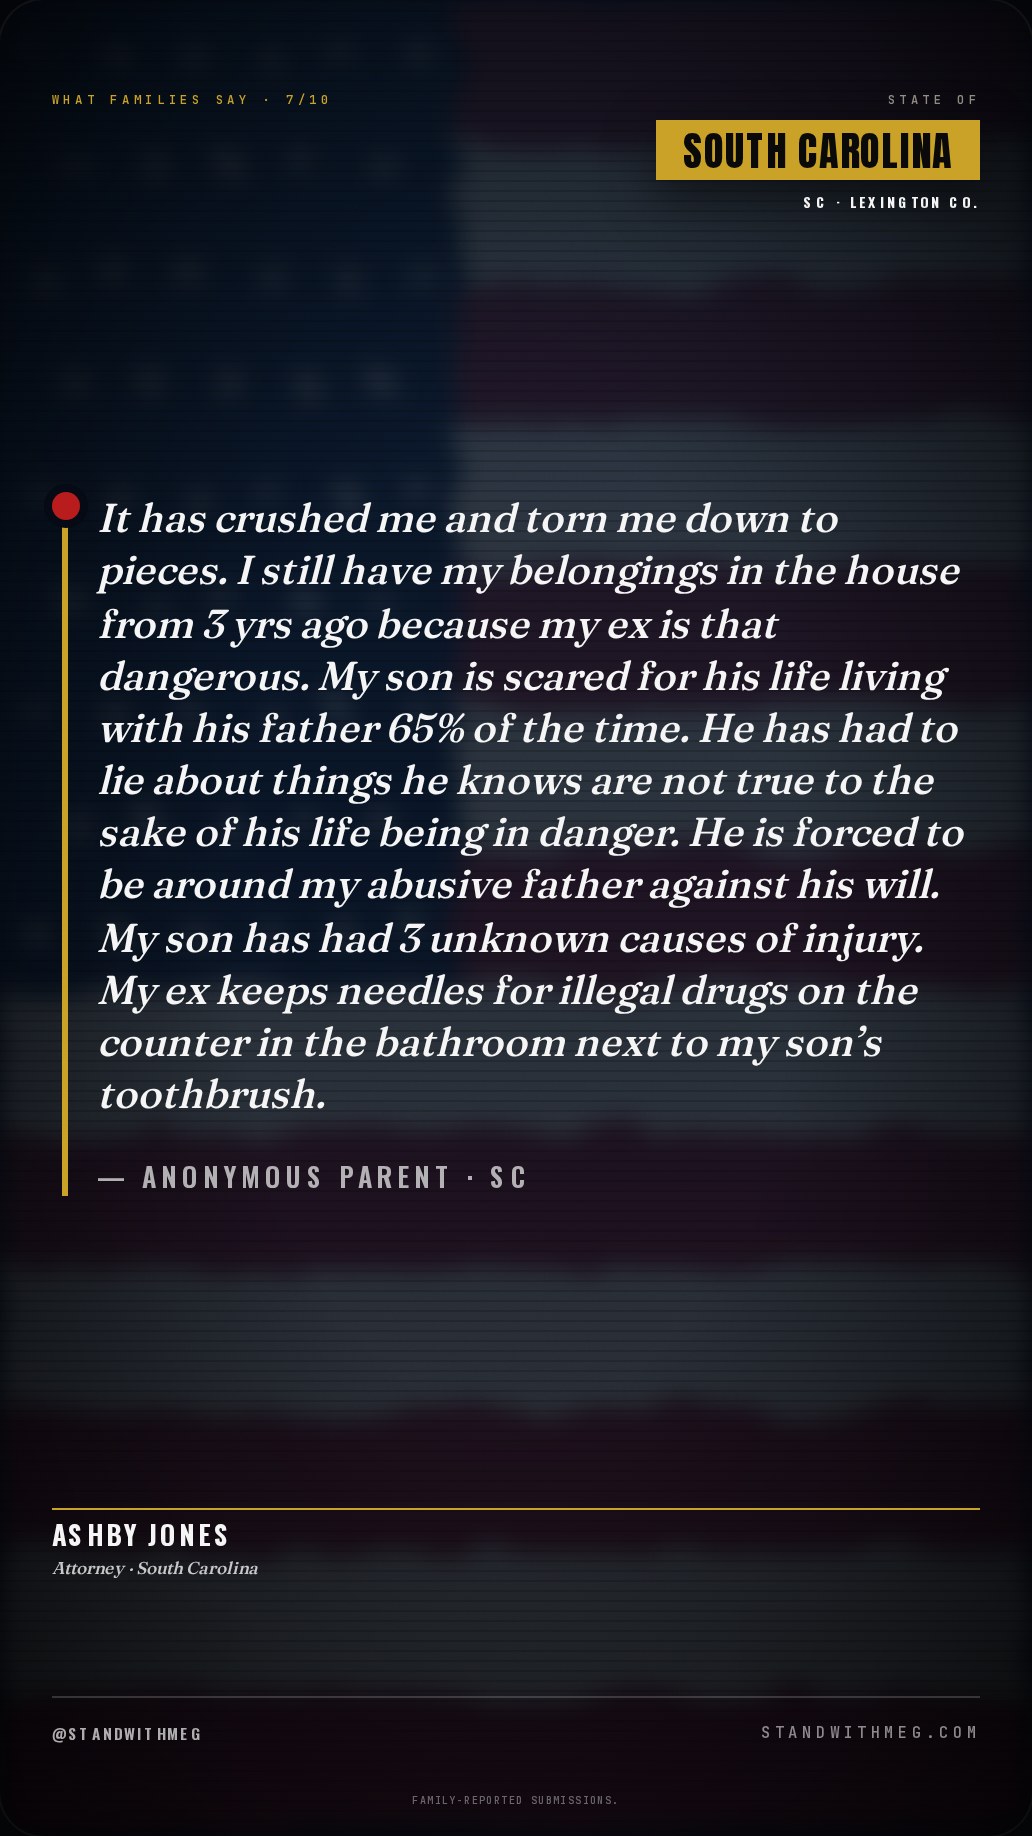 WHAT FAMILIES SAY · 7/10
STATE OF
SOUTH CAROLINA
SC · LEXINGTON CO.
It has crushed me and torn me down to
pieces. I still have my belongings in the house
from 3 yrs ago because my ex is that
dangerous. My son is scared for his life living
with his father 65% of the time. He has had to
lie about things he knows are not true to the
sake of his life being in danger. He is forced to
be around my abusive father against his will.
My son has had 3 unknown causes of injury.
My ex keeps needles for illegal drugs on the
counter in the bathroom next to my son’s
toothbrush.
— ANONYMOUS PARENT · SC
ASHBY JONES
Attorney · South Carolina
@STANDWITHMEG
STANDWITHMEG.COM
FAMILY-REPORTED SUBMISSIONS.